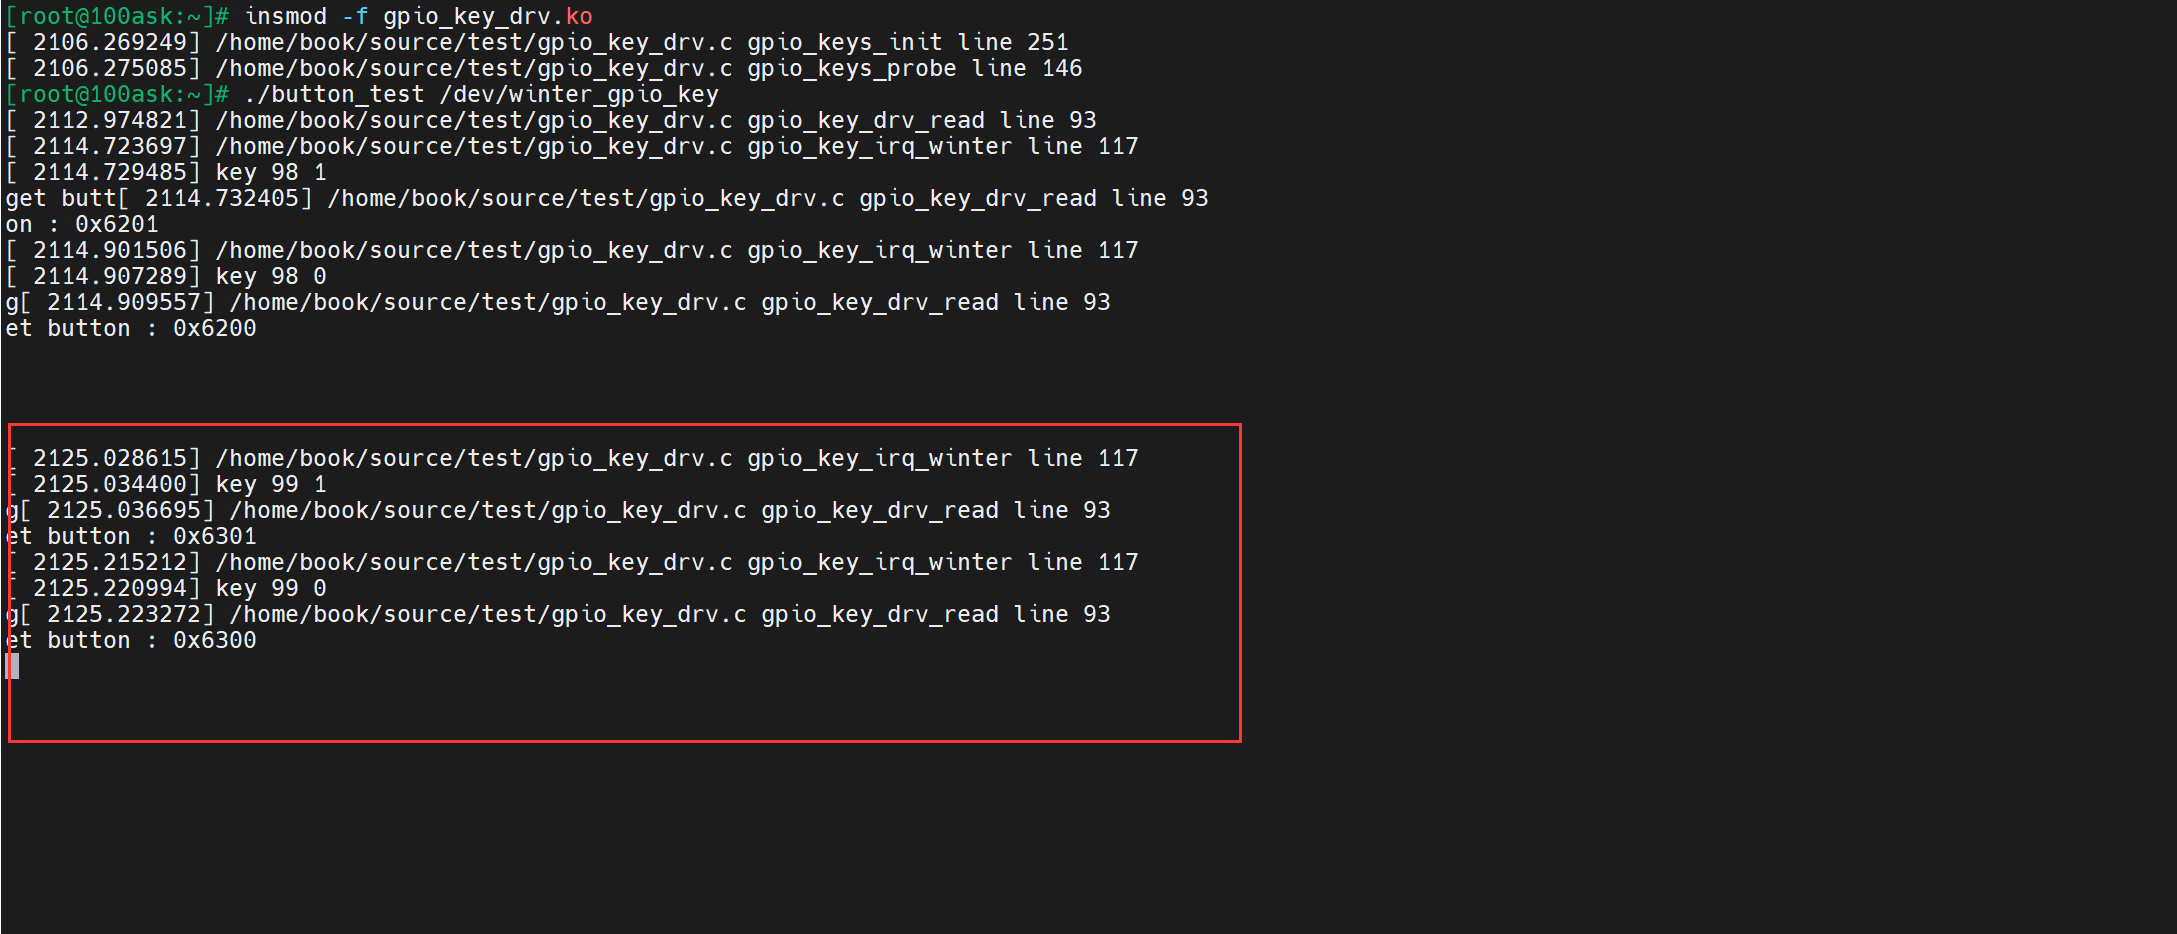 [root@100ask:~]# insmod -f gpio_key_drv.ko
[ 2106.269249] /home/book/source/test/gpio_key_drv.c gpio_keys_init line 251
[ 2106.275085] /home/book/source/test/gpio_key_drv.c gpio_keys_probe line 146
[root@100ask:~]# ./button_test /dev/winter_gpio_key
[ 2112.974821] /home/book/source/test/gpio_key_drv.c gpio_key_drv_read line 93
[ 2114.723697] /home/book/source/test/gpio_key_drv.c gpio_key_irq_winter line 117
[ 2114.729485] key 98 1
get butt[ 2114.732405] /home/book/source/test/gpio_key_drv.c gpio_key_drv_read line 93
on : 0x6201
[ 2114.901506] /home/book/source/test/gpio_key_drv.c gpio_key_irq_winter line 117
[ 2114.907289] key 98 0
g[ 2114.909557] /home/book/source/test/gpio_key_drv.c gpio_key_drv_read line 93
et button : 0x6200
[ 2125.028615] /home/book/source/test/gpio_key_drv.c gpio_key_irq_winter line 117
[ 2125.034400] key 99 1
g[ 2125.036695] /home/book/source/test/gpio_key_drv.c gpio_key_drv_read line 93
et button : 0x6301
[ 2125.215212] /home/book/source/test/gpio_key_drv.c gpio_key_irq_winter line 117
[ 2125.220994] key 99 0
g[ 2125.223272] /home/book/source/test/gpio_key_drv.c gpio_key_drv_read line 93
et button : 0x6300